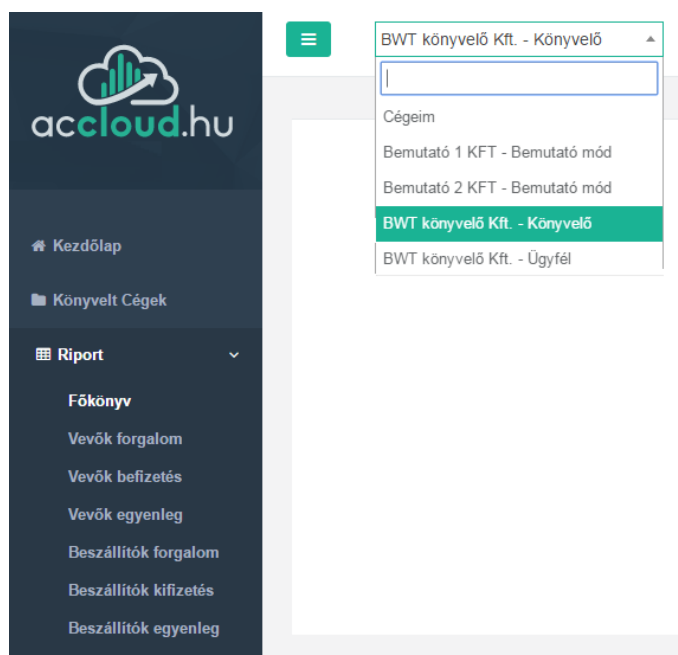 accloud.hu
BWT könyvelő Kft. - Könyvelő
Cégeim
Bemutató 1 KFT - Bemutató mód
Bemutató 2 KFT - Bemutató mód
BWT könyvelő Kft. - Könyvelő
BWT könyvelő Kft. - Ügyfél
Kezdőlap
Könyvelt Cégek
Riport
Főkönyv
Vevők forgalom
Vevők befizetés
Vevők egyenleg
Beszállítók forgalom
Beszállítók kifizetés
Beszállítók egyenleg